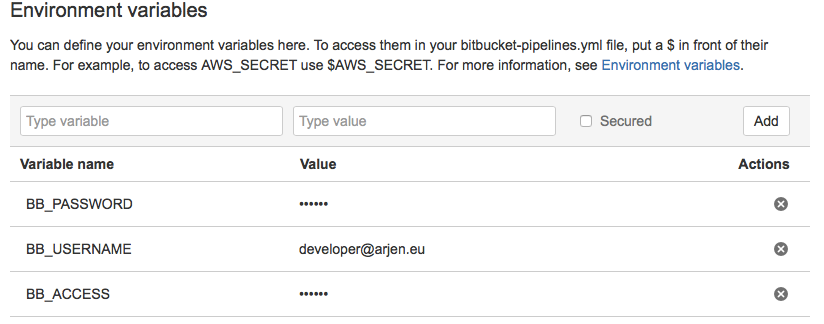 Environment variables
You can define your environment variables here. To access them in your bitbucket-pipelines.yml file, put a $ in front of their
name. For example, to access AWS_SECRET use $AWS_SECRET. For more information, see Environment variables.
Type variable Type value Secured Add
Variable name Value Actions
BB_PASSWORD ••••••
BB_USERNAME developer@arjen.eu
BB_ACCESS ••••••